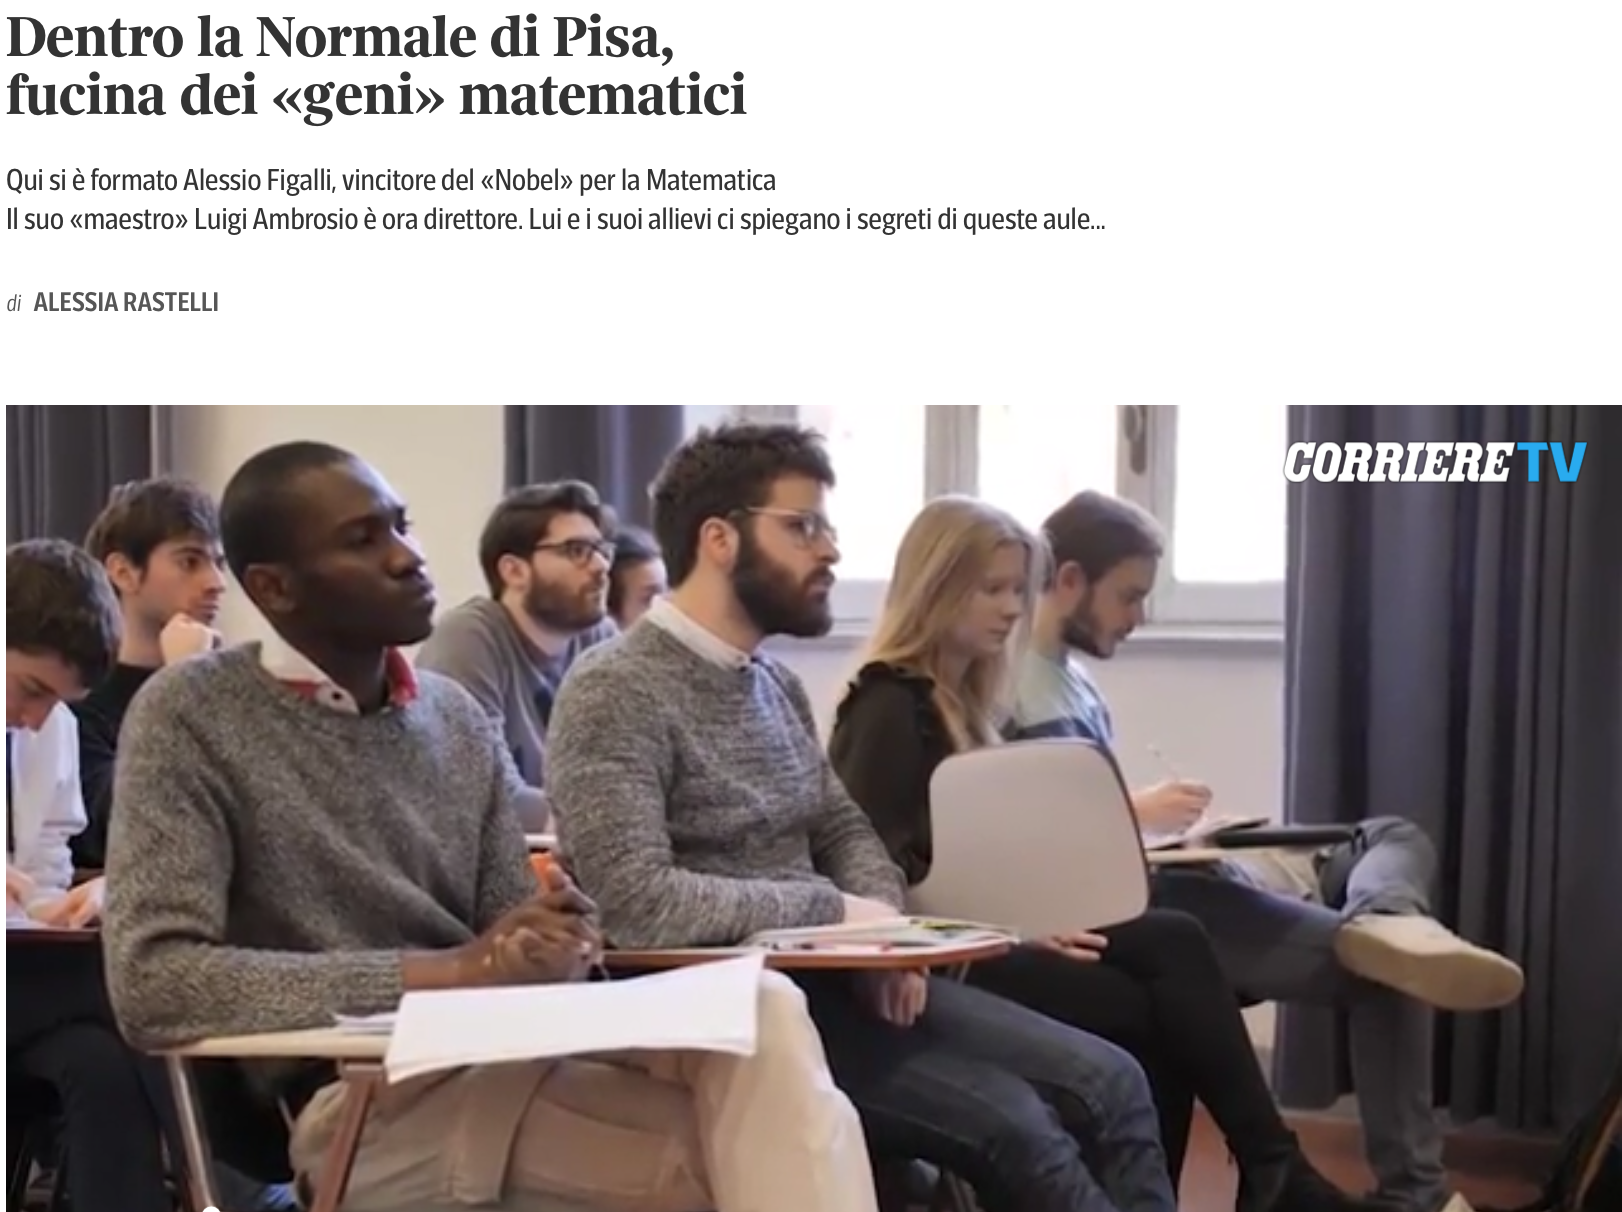 Dentro la Normale di Pisa,
fucina dei «geni» matematici
Qui si è formato Alessio Figalli, vincitore del «Nobel» per la Matematica
Il suo «maestro» Luigi Ambrosio è ora direttore. Lui e i suoi allievi ci spiegano i segreti di queste aule...
di ALESSIA RASTELLI
CORRIERE TV